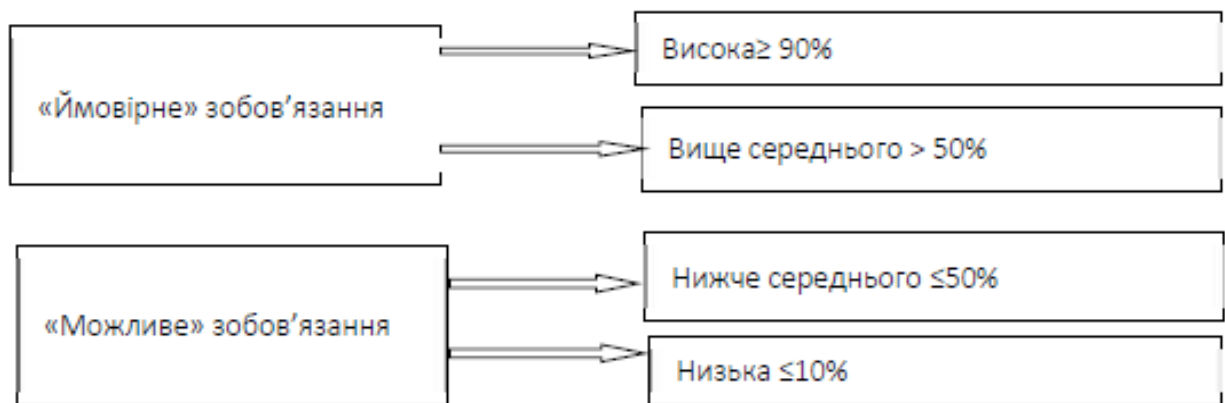 «Ймовірне» зобов’язання
Висока≥ 90%
Вище середнього > 50%
«Можливе» зобов’язання
Нижче середнього ≤50%
Низька ≤10%